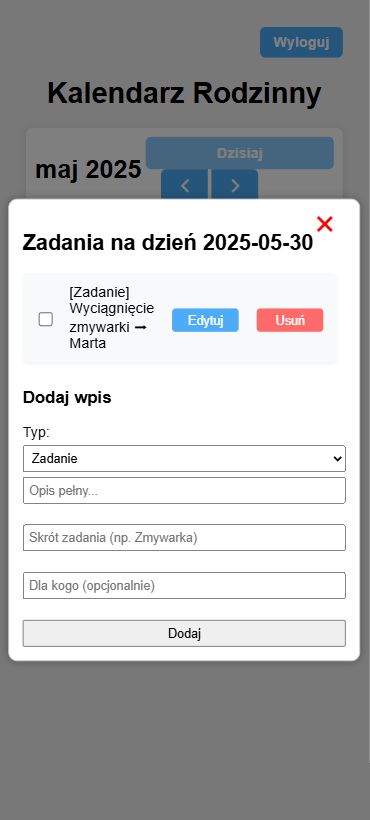 Wyloguj
Kalendarz Rodzinny
maj 2025
Dzisiaj
Zadania na dzień 2025-05-30
[Zadanie]
Wyciągnięcie
zmywarki ➞
Marta
Edytuj
Usuń
Dodaj wpis
Typ:
Zadanie
Opis pełny...
Skrót zadania (np. Zmywarka)
Dla kogo (opcjonalnie)
Dodaj